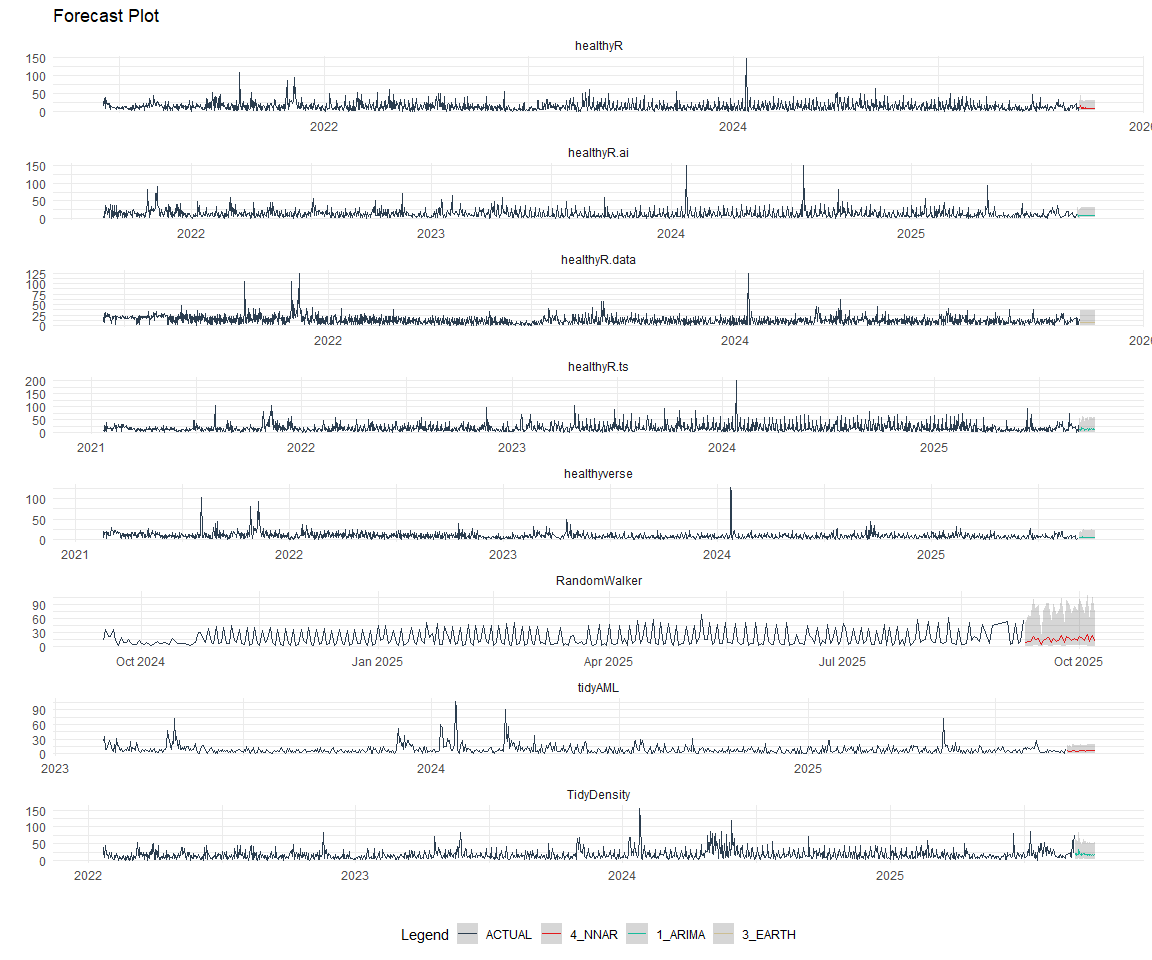 Forecast Plot
healthyR
150
100
50
0
2022 2024 202
healthyR.ai
150
100
50
0
2022 2023 2024 2025
healthyR.data
125
100
75
50
25
0
2022 2024 202
healthyR.ts
200
150
100
50
0
2021 2022 2023 2024 2025
healthyverse
100
50
0
2021 2022 2023 2024 2025
RandomWalker
90
60
30
0
Oct 2024 Jan 2025 Apr 2025 Jul 2025 Oct 2025
tidyAML
90
60
30
0
2023 2024 2025
TidyDensity
150
100
50
0
2022 2023 2024 2025
Legend ACTUAL 4_NNAR 1_ARIMA 3_EARTH